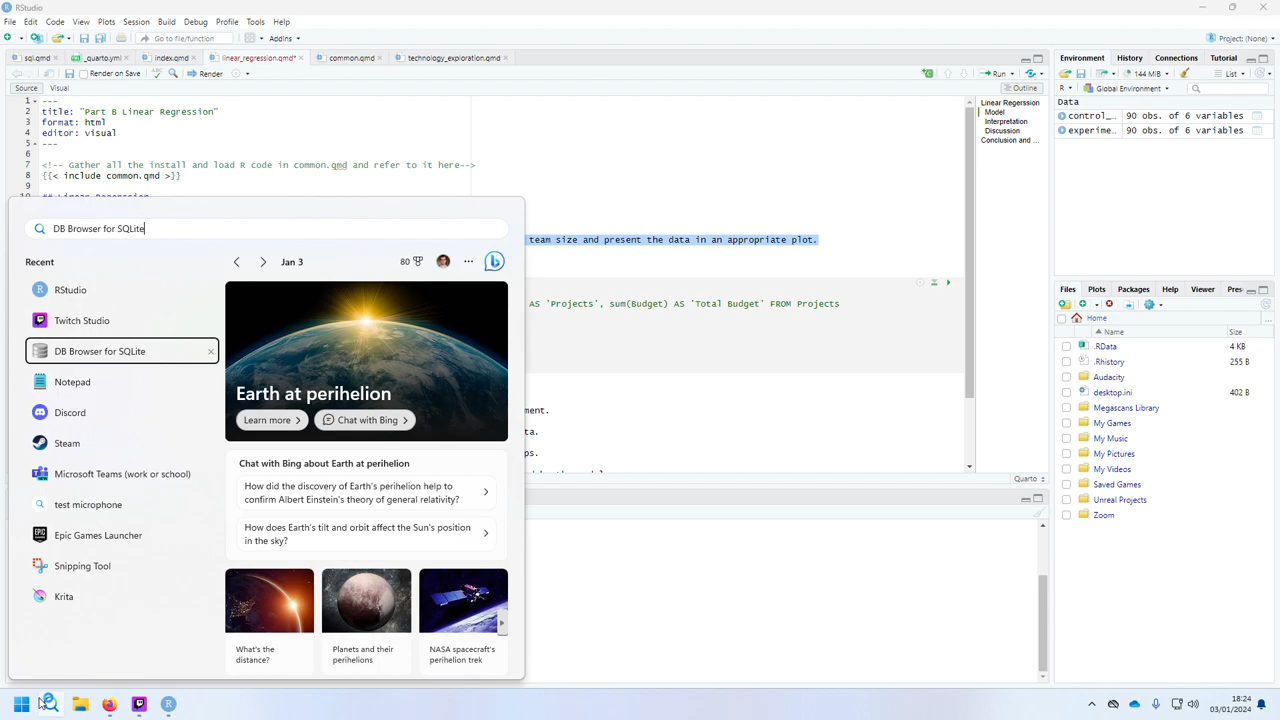 RStudio
File Edit Code View Plots Session Build Debug Profile Tools Help
Go to file/function
Addins
Project: (None)
sql.qmd
_quarto.yml
index.qmd
linear_regression.qmd*
common.qmd
technology_exploration.qmd
Render on Save
Render
Run
Source
Visual
Outline
1 ---
2 title: "Part B Linear Regression"
3 format: html
4 editor: visual
5 ---
6
7 <!-- Gather all the install and load R code in common.qmd and refer to it here-->
8 {{< include common.qmd >}}
9
team size and present the data in an appropriate plot.
AS 'Projects', sum(Budget) AS 'Total Budget' FROM Projects
ment.
ta.
ps.
Linear Regerssion
Model
Interpretation
Discussion
Conclusion and ...
Quarto
Environment
History
Connections
Tutorial
144 MiB
List
R
Global Environment
Data
control_… 90 obs. of 6 variables
experime… 90 obs. of 6 variables
Files
Plots
Packages
Help
Viewer
Pres
Home
Name
Size
.RData 4 KB
.Rhistory 255 B
Audacity
desktop.ini 402 B
Megascans Library
My Games
My Music
My Pictures
My Videos
Saved Games
Unreal Projects
Zoom
DB Browser for SQLite
Recent
RStudio
Twitch Studio
DB Browser for SQLite
Notepad
Discord
Steam
Microsoft Teams (work or school)
test microphone
Epic Games Launcher
Snipping Tool
Krita
Jan 3
80
Earth at perihelion
Learn more
Chat with Bing
Chat with Bing about Earth at perihelion
How did the discovery of Earth's perihelion help to
confirm Albert Einstein's theory of general relativity?
How does Earth's tilt and orbit affect the Sun's position
in the sky?
What's the
distance?
Planets and their
perihelions
NASA spacecraft's
perihelion trek
18:24
03/01/2024